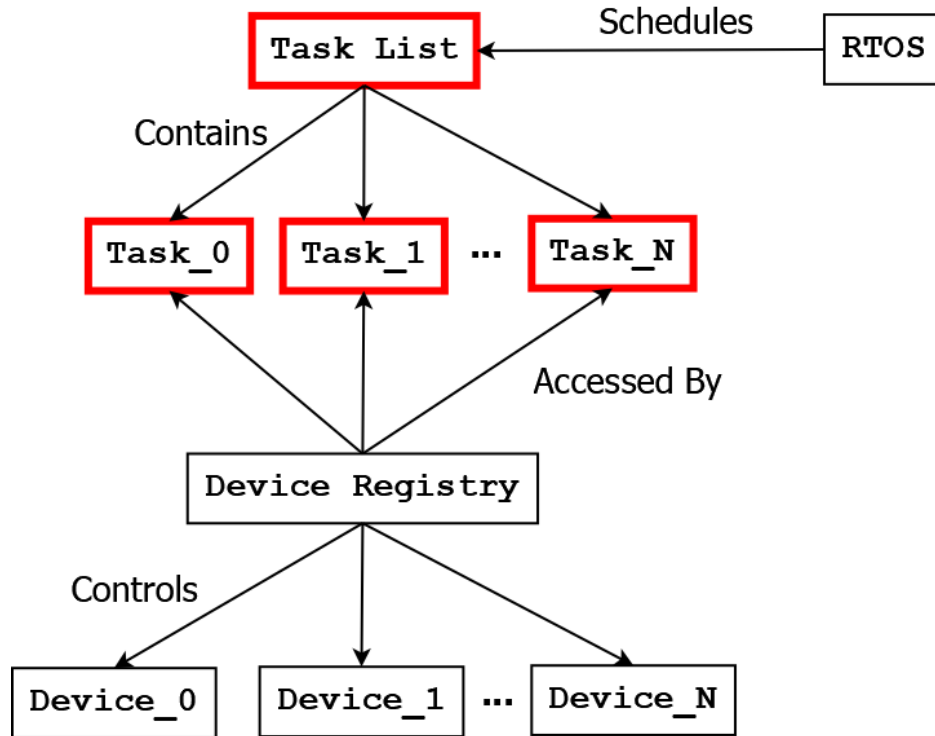 Schedules
Task List
RTOS
Contains
Task_0
Task_1
...
Task_N
Accessed By
Device Registry
Controls
Device_0
Device_1
...
Device_N